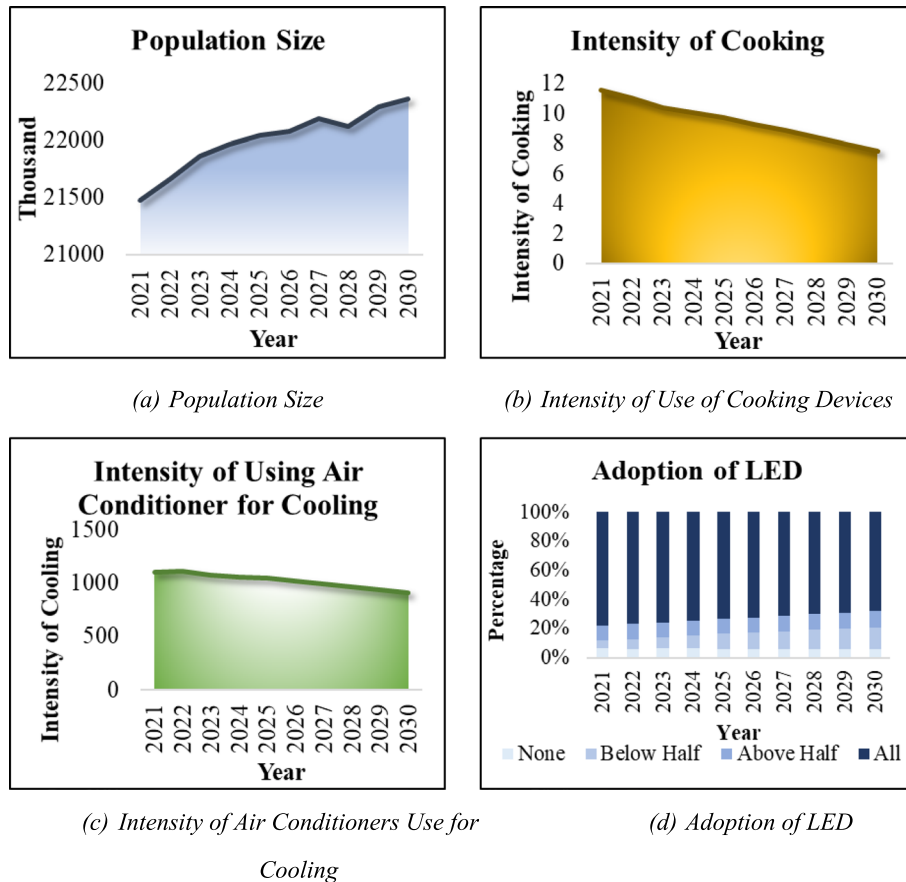 Population Size
22500
22000
21500
21000
Thousand
2021 2022 2023 2024 2025 2026 2027 2028 2029 2030
Year
(a) Population Size
Intensity of Cooking
12
10
8
6
4
2
0
Intensity of Cooking
2021 2022 2023 2024 2025 2026 2027 2028 2029 2030
Year
(b) Intensity of Use of Cooking Devices
Intensity of Using Air
Conditioner for Cooling
1500
1000
500
0
Intensity of Cooling
2021 2022 2023 2024 2025 2026 2027 2028 2029 2030
Year
(c) Intensity of Air Conditioners Use for
Cooling
Adoption of LED
100%
80%
60%
40%
20%
0%
Percentage
2021 2022 2023 2024 2025 2026 2027 2028 2029 2030
Year
None Below Half Above Half All
(d) Adoption of LED